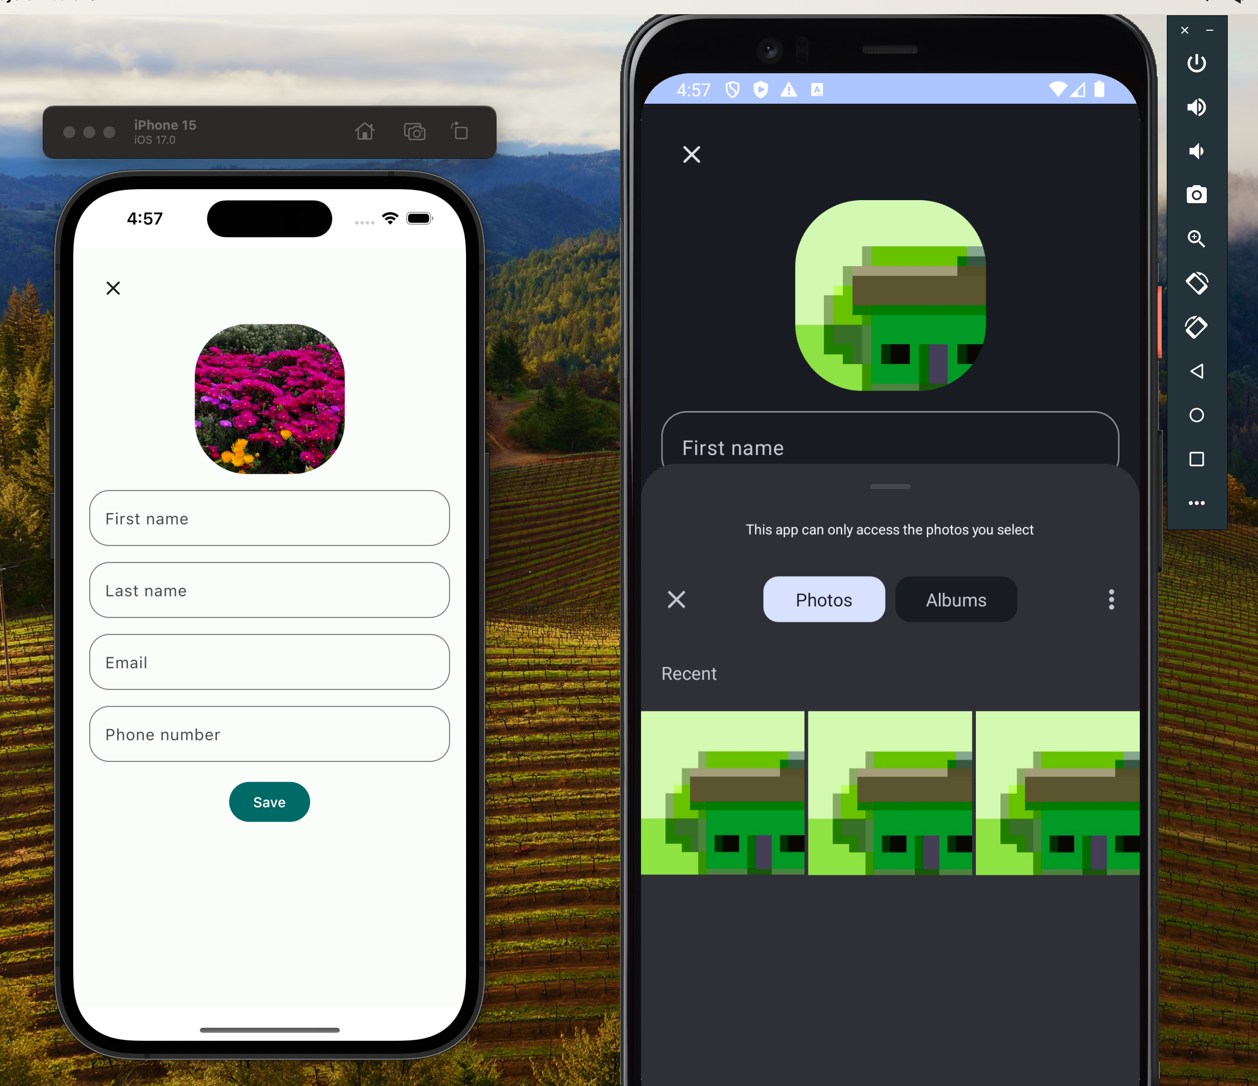 iPhone 15
iOS 17.0
4:57
First name
Last name
Email
Phone number
Save
4:57
A
First name
This app can only access the photos you select
Photos
Albums
Recent